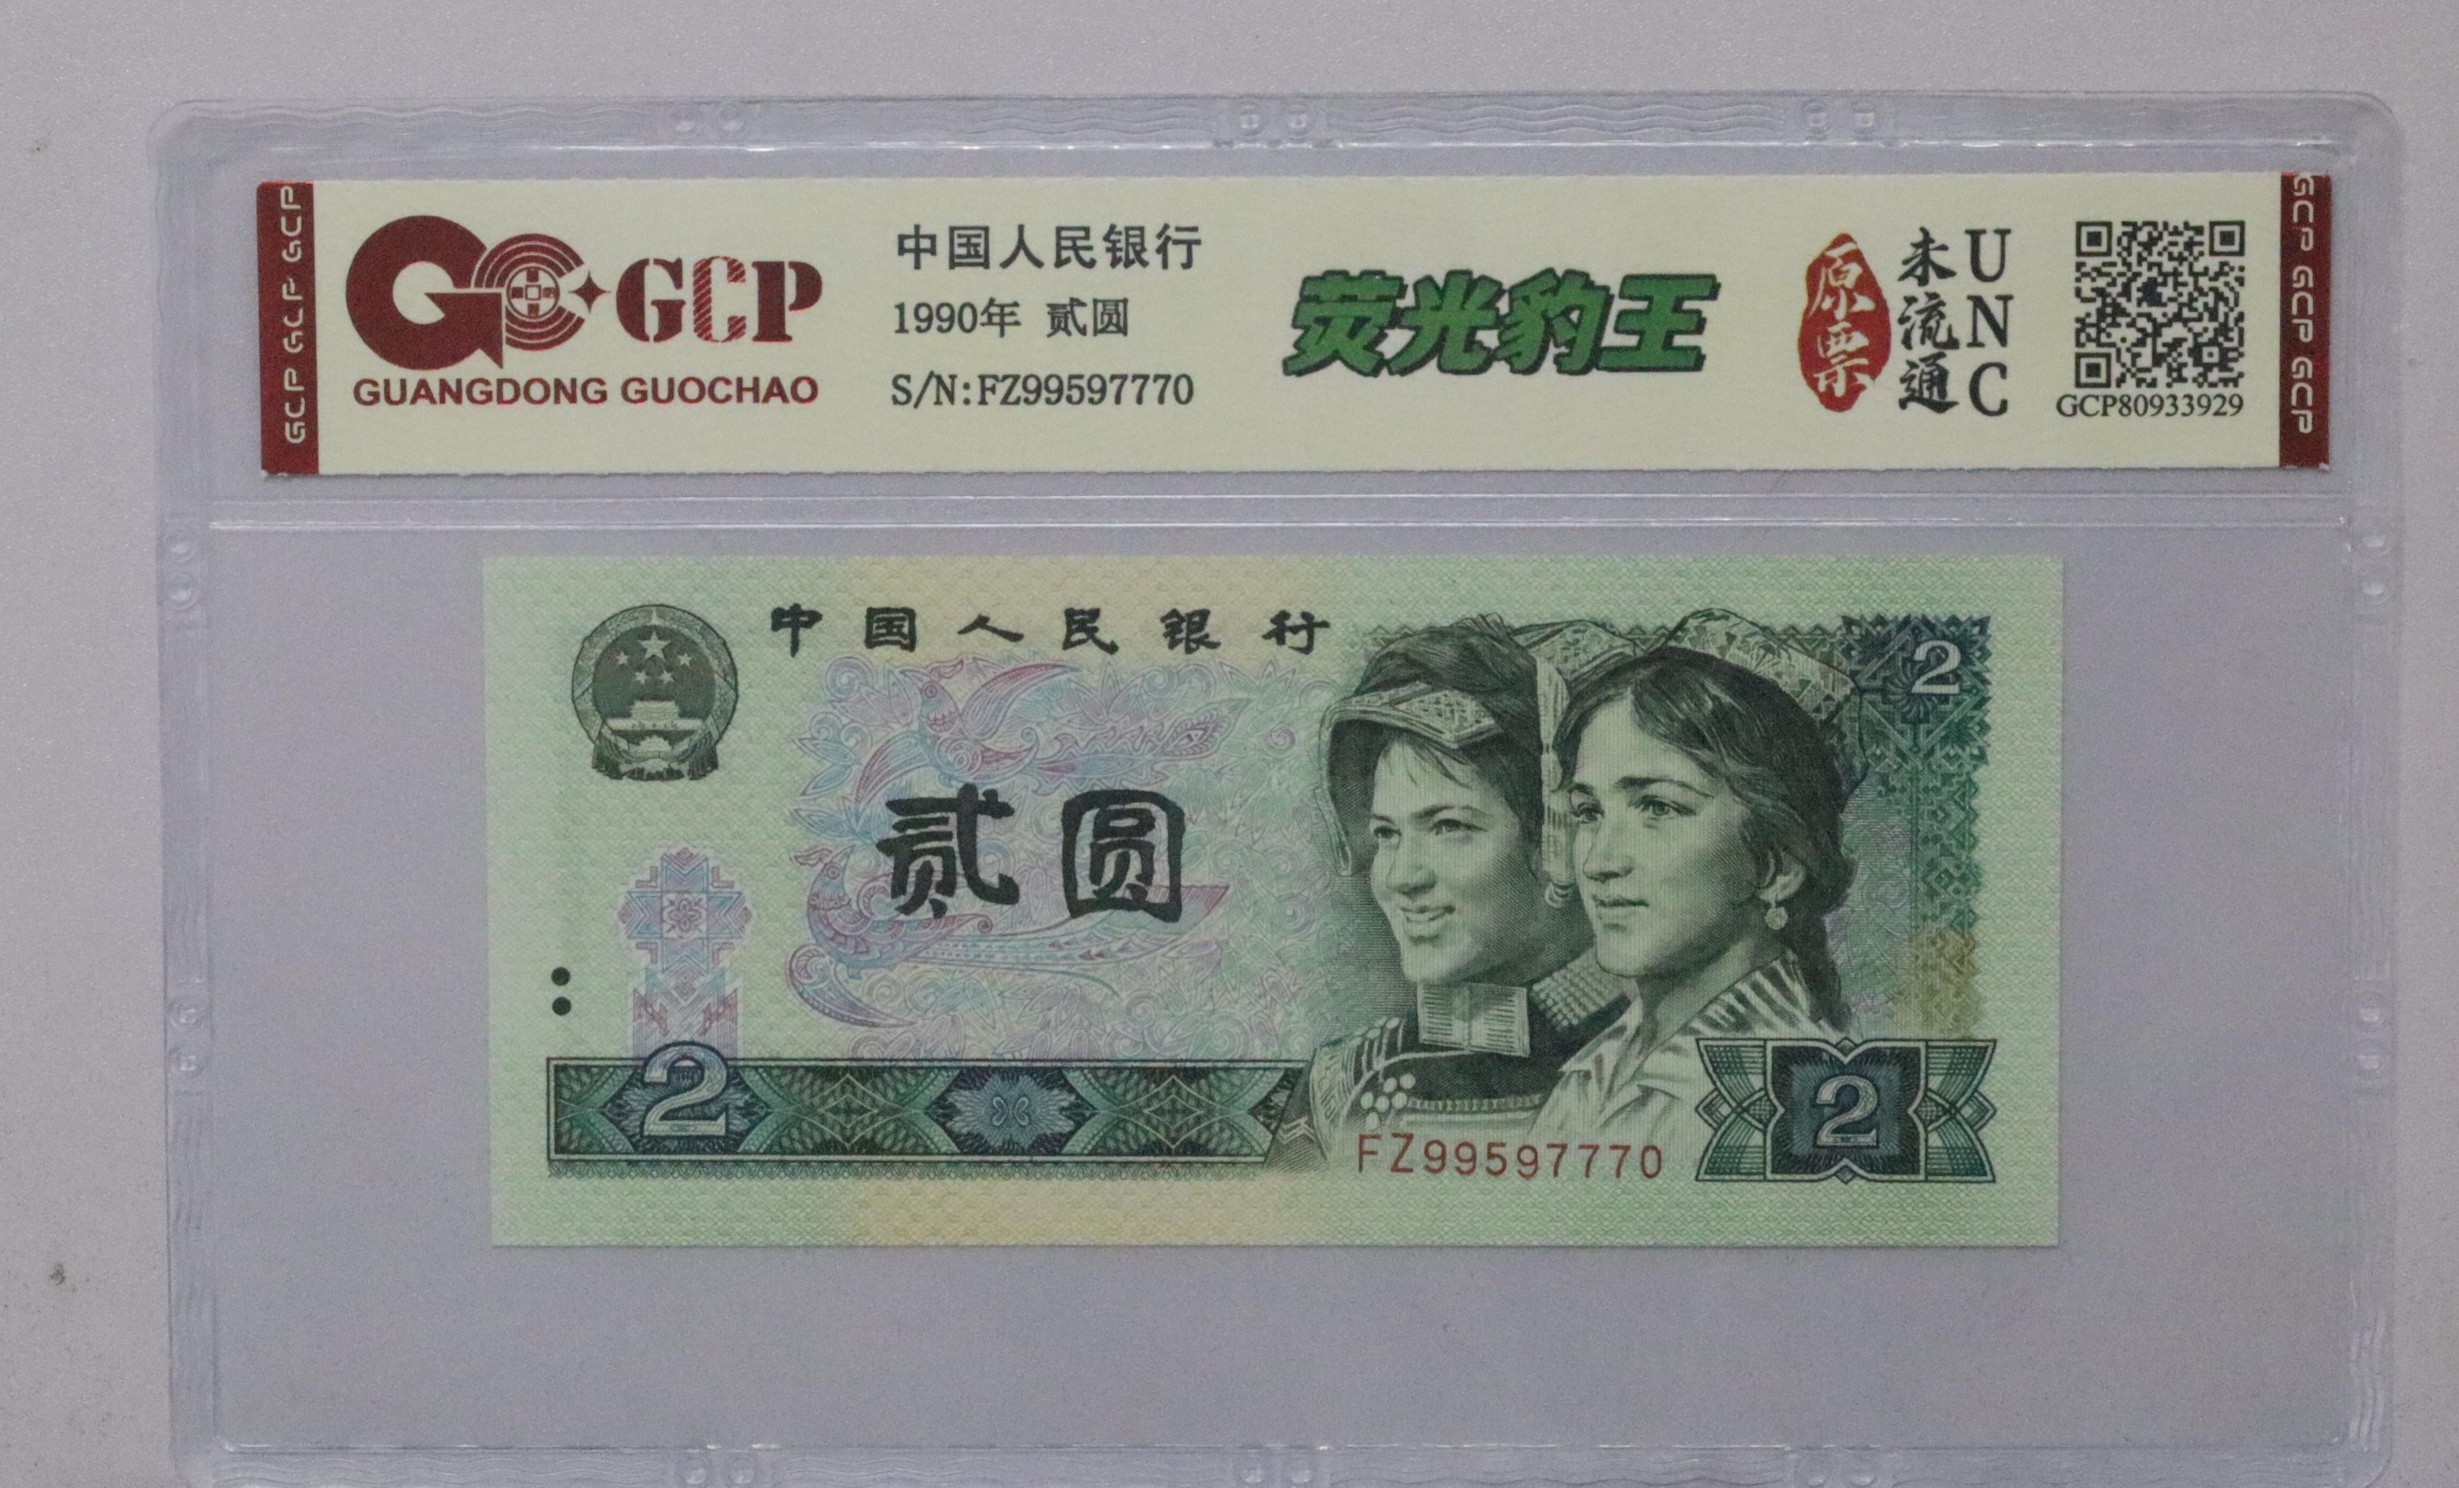 GCP GCP GCP
GCP
GUANGDONG GUOCHAO
中国人民银行
1990年 贰圆
S/N:FZ99597770
荧光豹王
原票
未流通
UNC
GCP80933929
GCP GCP GCP
中国人民银行
2
贰圆
2
FZ99597770
2